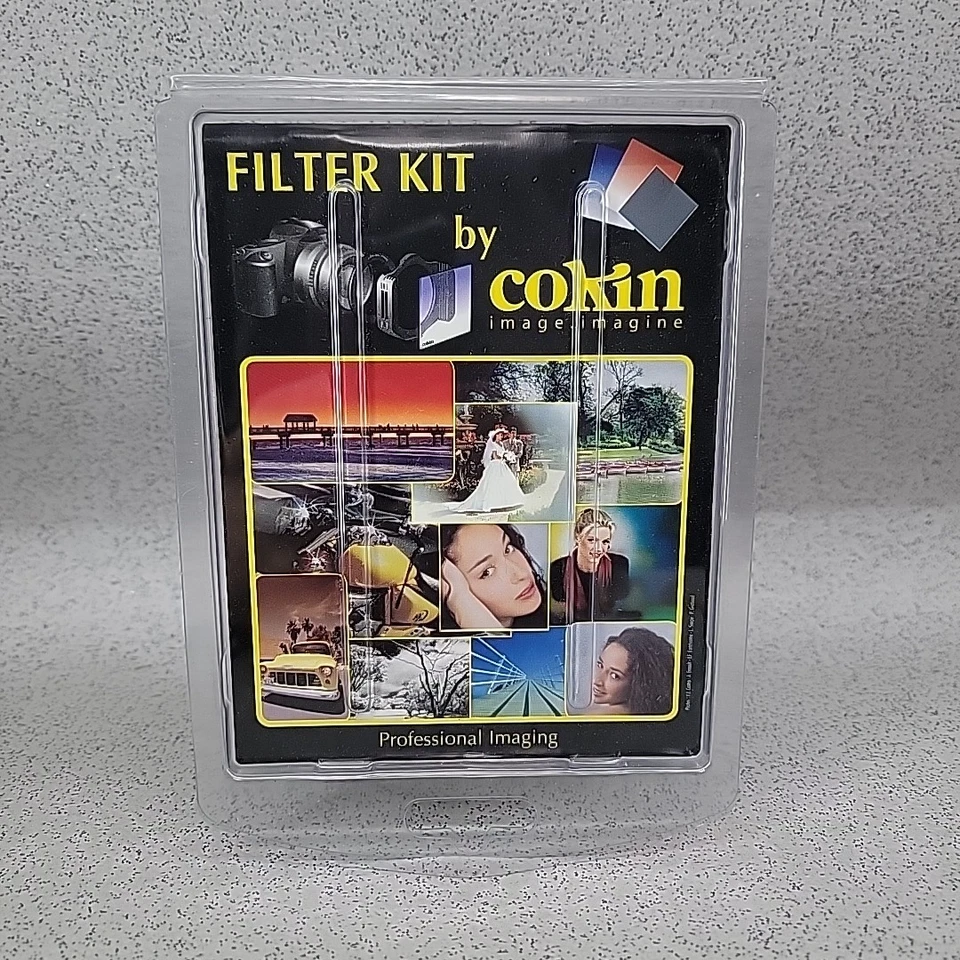 FILTER KIT
by
cokin
image.imagine
Professional Imaging